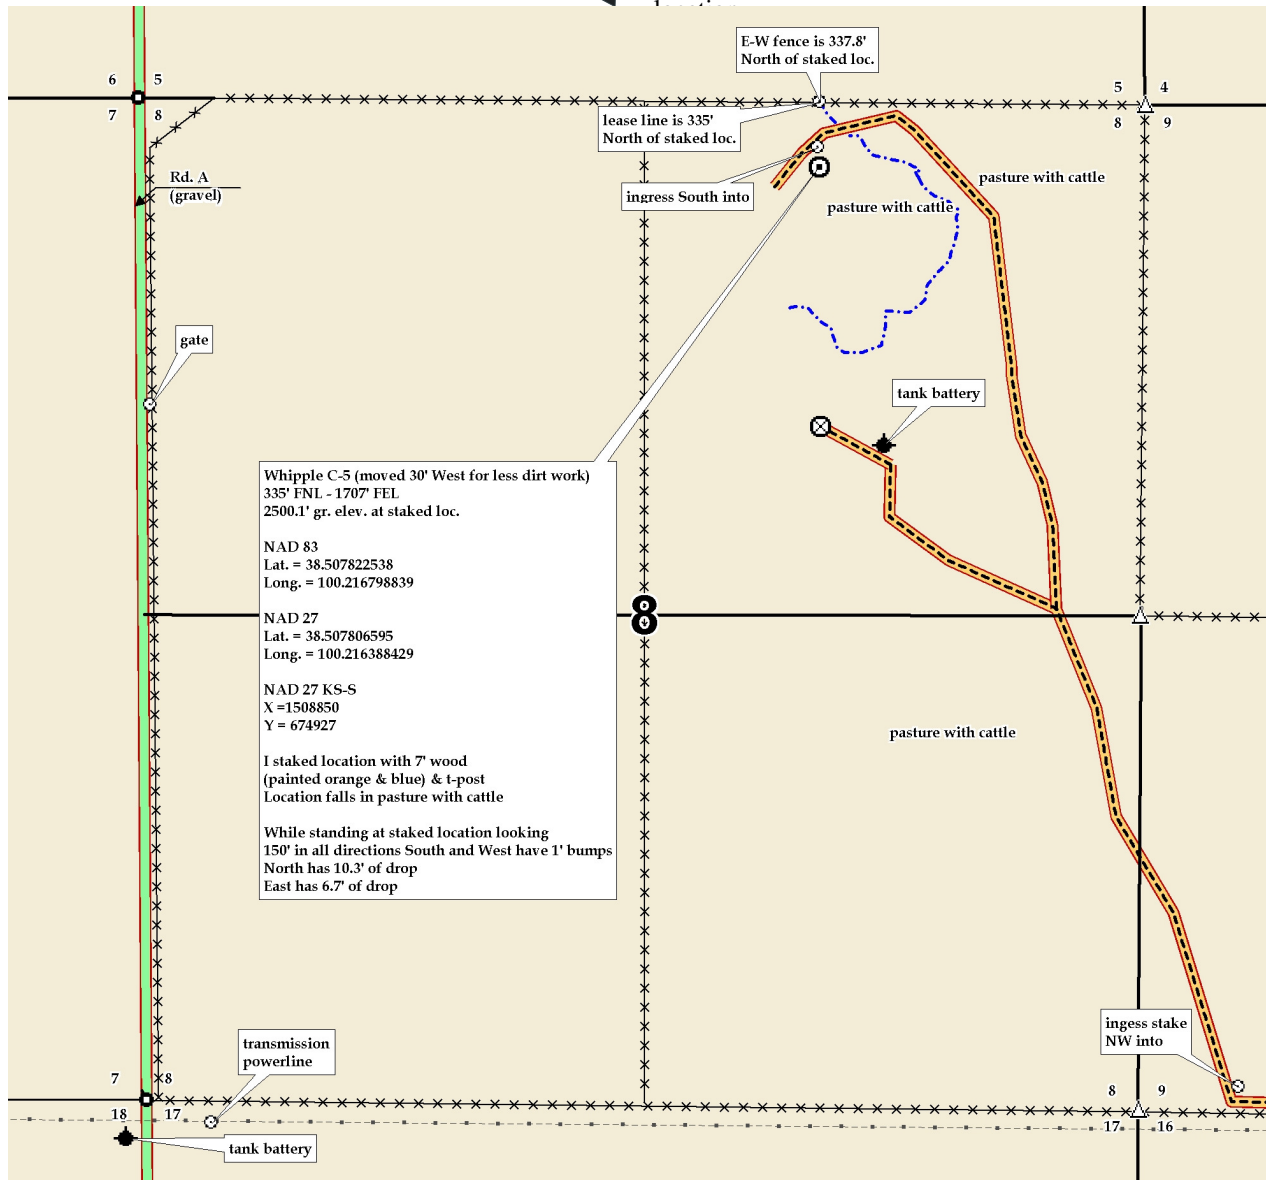 E-W fence is 337.8'
North of staked loc.
6 5
5 4
7 8
8 9
lease line is 335'
North of staked loc.
Rd. A
(gravel)
pasture with cattle
ingress South into
pasture with cattle
gate
tank battery
Whipple C-5 (moved 30' West for less dirt work)
335' FNL - 1707' FEL
2500.1' gr. elev. at staked loc.
NAD 83
Lat. = 38.507822538
Long. = 100.216798839
NAD 27
Lat. = 38.507806595
Long. = 100.216388429
NAD 27 KS-S
X =1508850
Y = 674927
I staked location with 7' wood
(painted orange & blue) & t-post
Location falls in pasture with cattle
While standing at staked location looking
150' in all directions South and West have 1' bumps
North has 10.3' of drop
East has 6.7' of drop
8
pasture with cattle
ingess stake
NW into
transmission
powerline
7 8
8 9
18 17
17 16
tank battery